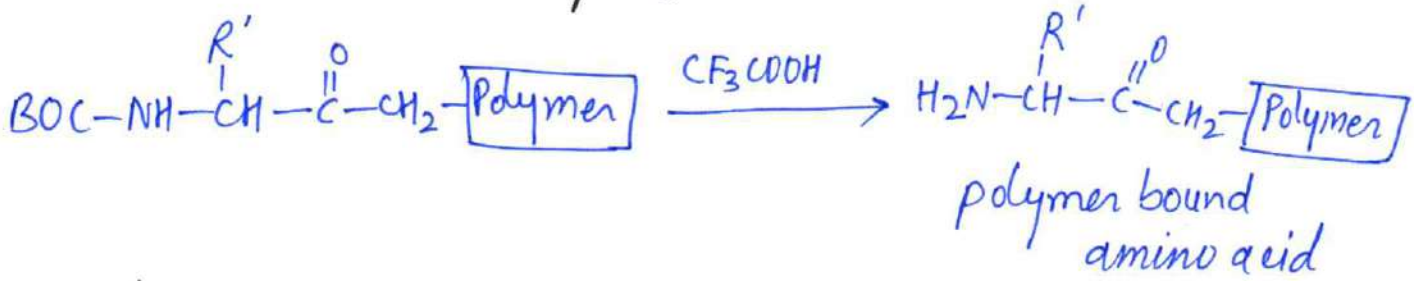 R' O R' O
BOC-NH-CH-C-CH2-Polymer CF3COOH H2N-CH-C-CH2-Polymer
polymer bound
amino acid